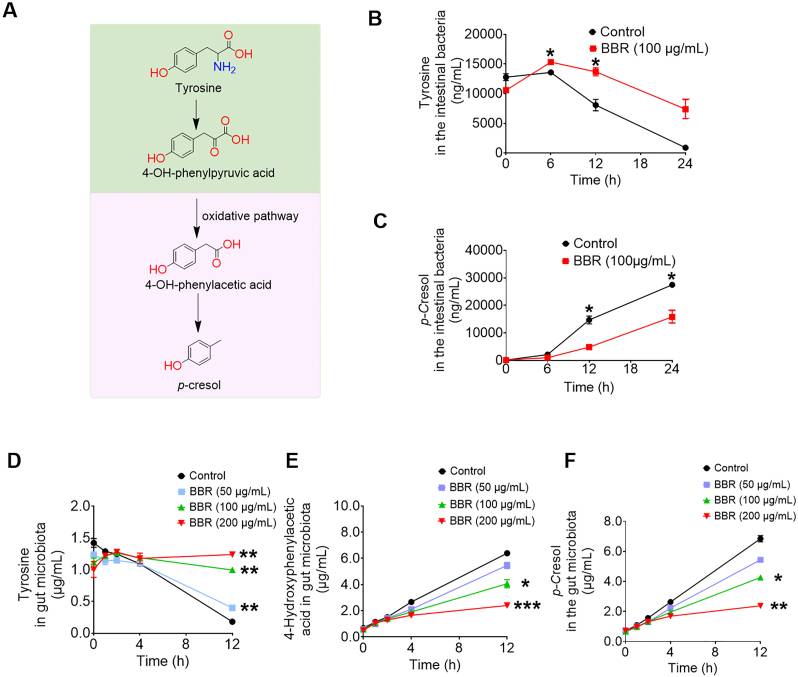 A
O
OH
NH₂
HO
Tyrosine
O
OH
O
HO
4-OH-phenylpyruvic acid
oxidative pathway
O
OH
HO
4-OH-phenylacetic acid
HO
p-cresol
B
Control
BBR (100 µg/mL)
Tyrosine
in the intestinal bacteria
(ng/mL)
20000
15000
10000
5000
0
* *
0 6 12 24
Time (h)
C
Control
BBR (100µg/mL)
p-Cresol
in the intestinal bacteria
(ng/mL)
40000
30000
20000
10000
0
* *
0 6 12 24
Time (h)
D
Control
BBR (50 µg/mL)
BBR (100 µg/mL)
BBR (200 µg/mL)
Tyrosine
in gut microbiota
(µg/mL)
2.0
1.5
1.0
0.5
0.0
**
**
**
0 4 8 12
Time (h)
E
Control
BBR (50 µg/mL)
BBR (100 µg/mL)
BBR (200 µg/mL)
4-Hydroxyphenylacetic
acid in gut microbiota
(µg/mL)
10.0
8.0
6.0
4.0
2.0
0.0
*
***
0 4 8 12
Time (h)
F
Control
BBR (50 µg/mL)
BBR (100 µg/mL)
BBR (200 µg/mL)
p-Cresol
in the gut microbiota
(µg/mL)
8.0
6.0
4.0
2.0
0.0
*
**
0 4 8 12
Time (h)